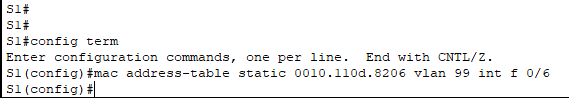 S1#
S1#
S1#config term
Enter configuration commands, one per line.  End with CNTL/Z.
S1(config)#mac address-table static 0010.110d.8206 vlan 99 int f 0/6
S1(config)#